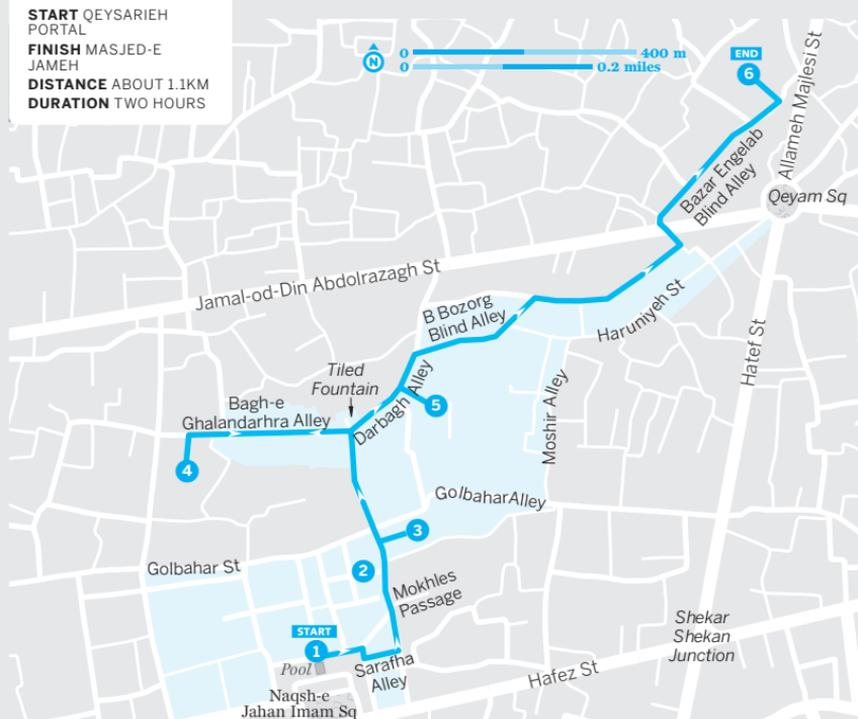 START QEYSARIEH
PORTAL
FINISH MASJED-E
JAMEH
DISTANCE ABOUT 1.1KM
DURATION TWO HOURS
N
0 400 m
0 0.2 miles
END
6
Allameh Majlesi St
Bazar Engelab
Blind Alley
Qeyam Sq
Jamal-od-Din Abdolrazagh St
B Bozorg
Blind Alley
Haruniyeh St
Hatef St
Tiled
Fountain
Bagh-e
Ghalandarhra Alley
Darbagh Alley
5
Moshir Alley
4
GolbaharAlley
3
Golbahar St
2
Mokhles
Passage
START
1
Pool
Sarafha
Alley
Naqsh-e
Jahan Imam Sq
Hafez St
Shekar
Shekan
Junction